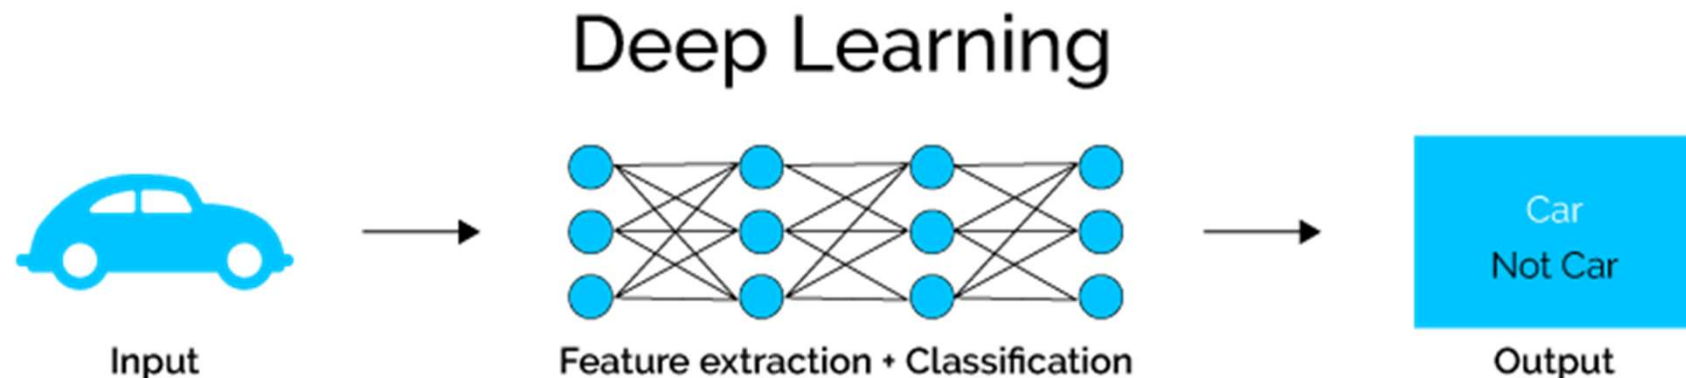 Deep Learning
Car
Not Car
Input
Feature extraction + Classification
Output